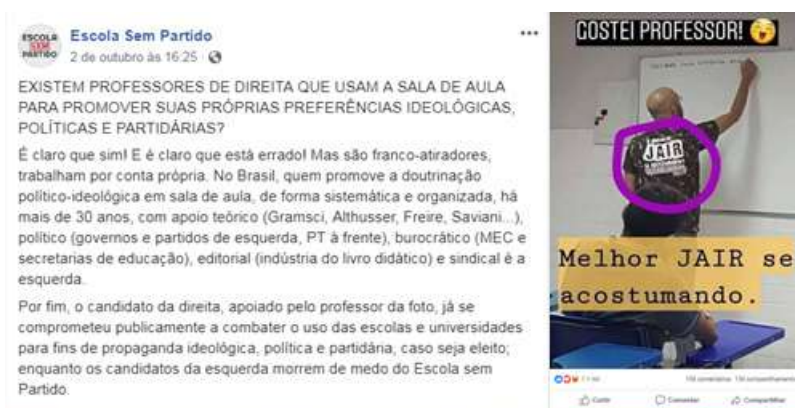 ESCOLA SEM PARTIDO
Escola Sem Partido
2 de outubro às 16:25
EXISTEM PROFESSORES DE DIREITA QUE USAM A SALA DE AULA
PARA PROMOVER SUAS PRÓPRIAS PREFERÊNCIAS IDEOLÓGICAS,
POLÍTICAS E PARTIDÁRIAS?
É claro que sim! E é claro que está errado! Mas são franco-atiradores,
trabalham por conta própria. No Brasil, quem promove a doutrinação
político-ideológica em sala de aula, de forma sistemática e organizada, há
mais de 30 anos, com apoio teórico (Gramsci, Althusser, Freire, Saviani...),
político (governos e partidos de esquerda, PT à frente), burocrático (MEC e
secretarias de educação), editorial (indústria do livro didático) e sindical é a
esquerda.
Por fim, o candidato da direita, apoiado pelo professor da foto, já se
comprometeu publicamente a combater o uso das escolas e universidades
para fins de propaganda ideológica, política e partidária, caso seja eleito;
enquanto os candidatos da esquerda morrem de medo do Escola sem
Partido.
GOSTEI PROFESSOR!
JAIR
Melhor JAIR se
acostumando.
Curtir Comentar Compartilhar